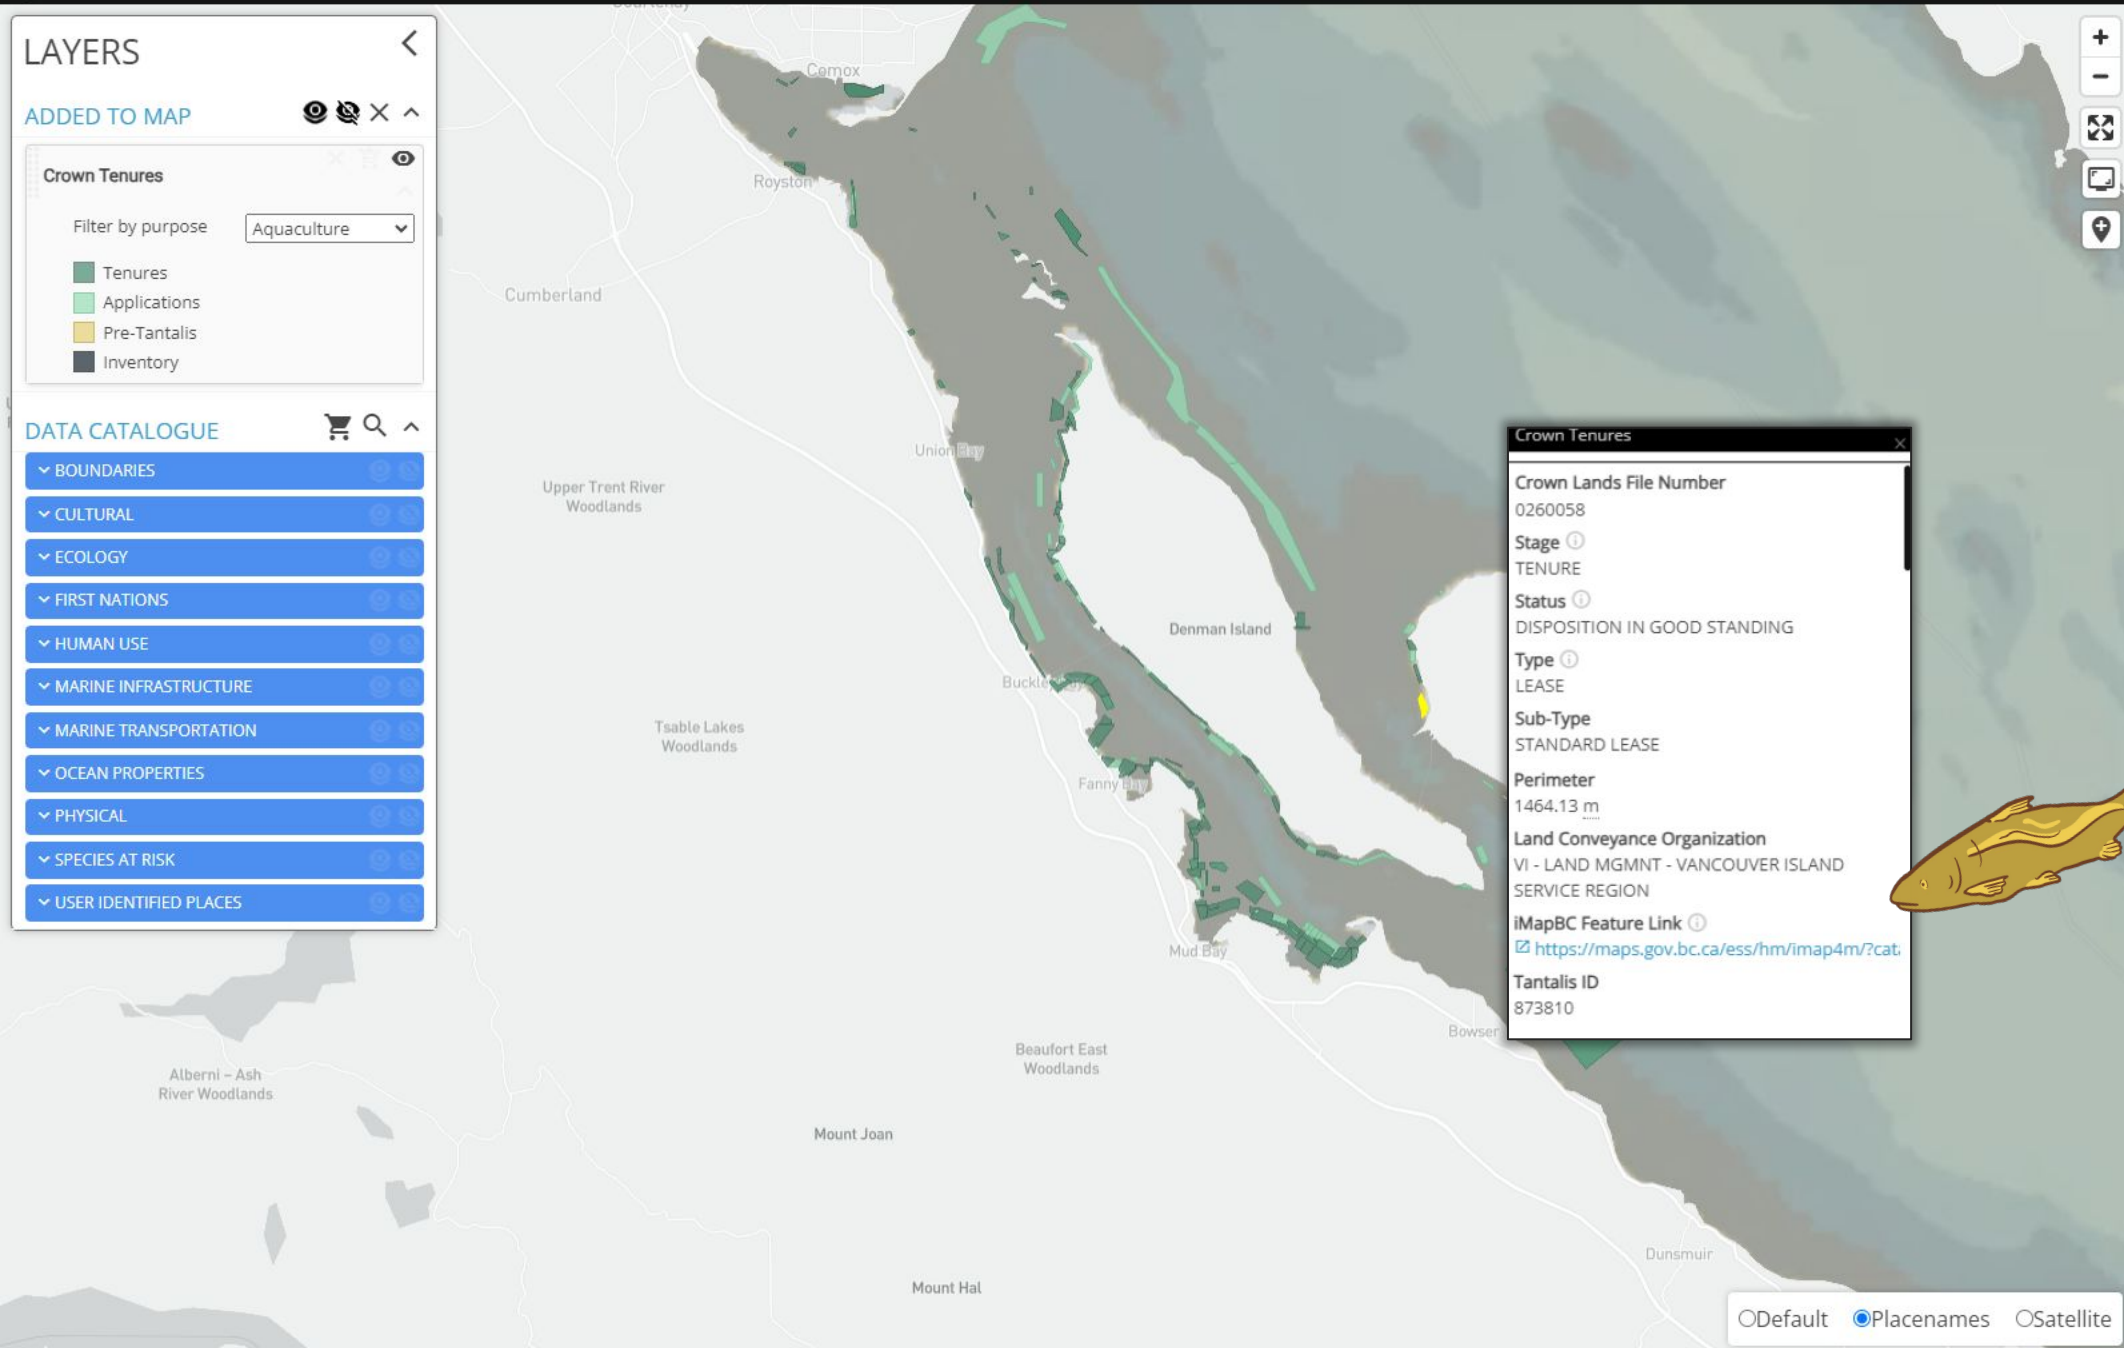 LAYERS
ADDED TO MAP
Crown Tenures
Filter by purpose
Aquaculture
Tenures
Applications
Pre-Tantalis
Inventory
DATA CATALOGUE
BOUNDARIES
CULTURAL
ECOLOGY
FIRST NATIONS
HUMAN USE
MARINE INFRASTRUCTURE
MARINE TRANSPORTATION
OCEAN PROPERTIES
PHYSICAL
SPECIES AT RISK
USER IDENTIFIED PLACES
Comox
Royston
Cumberland
Union Bay
Upper Trent River
Woodlands
Denman Island
Tsable Lakes
Woodlands
Fanny Bay
Mud Bay
Bowser
Beaufort East
Woodlands
Alberni – Ash
River Woodlands
Mount Joan
Mount Hal
Dunsmuir
Crown Tenures
Crown Lands File Number
0260058
Stage
TENURE
Status
DISPOSITION IN GOOD STANDING
Type
LEASE
Sub-Type
STANDARD LEASE
Perimeter
1464.13 m
Land Conveyance Organization
VI - LAND MGMNT - VANCOUVER ISLAND
SERVICE REGION
iMapBC Feature Link
https://maps.gov.bc.ca/ess/hm/imap4m/?cat
Tantalis ID
873810
Default
Placenames
Satellite